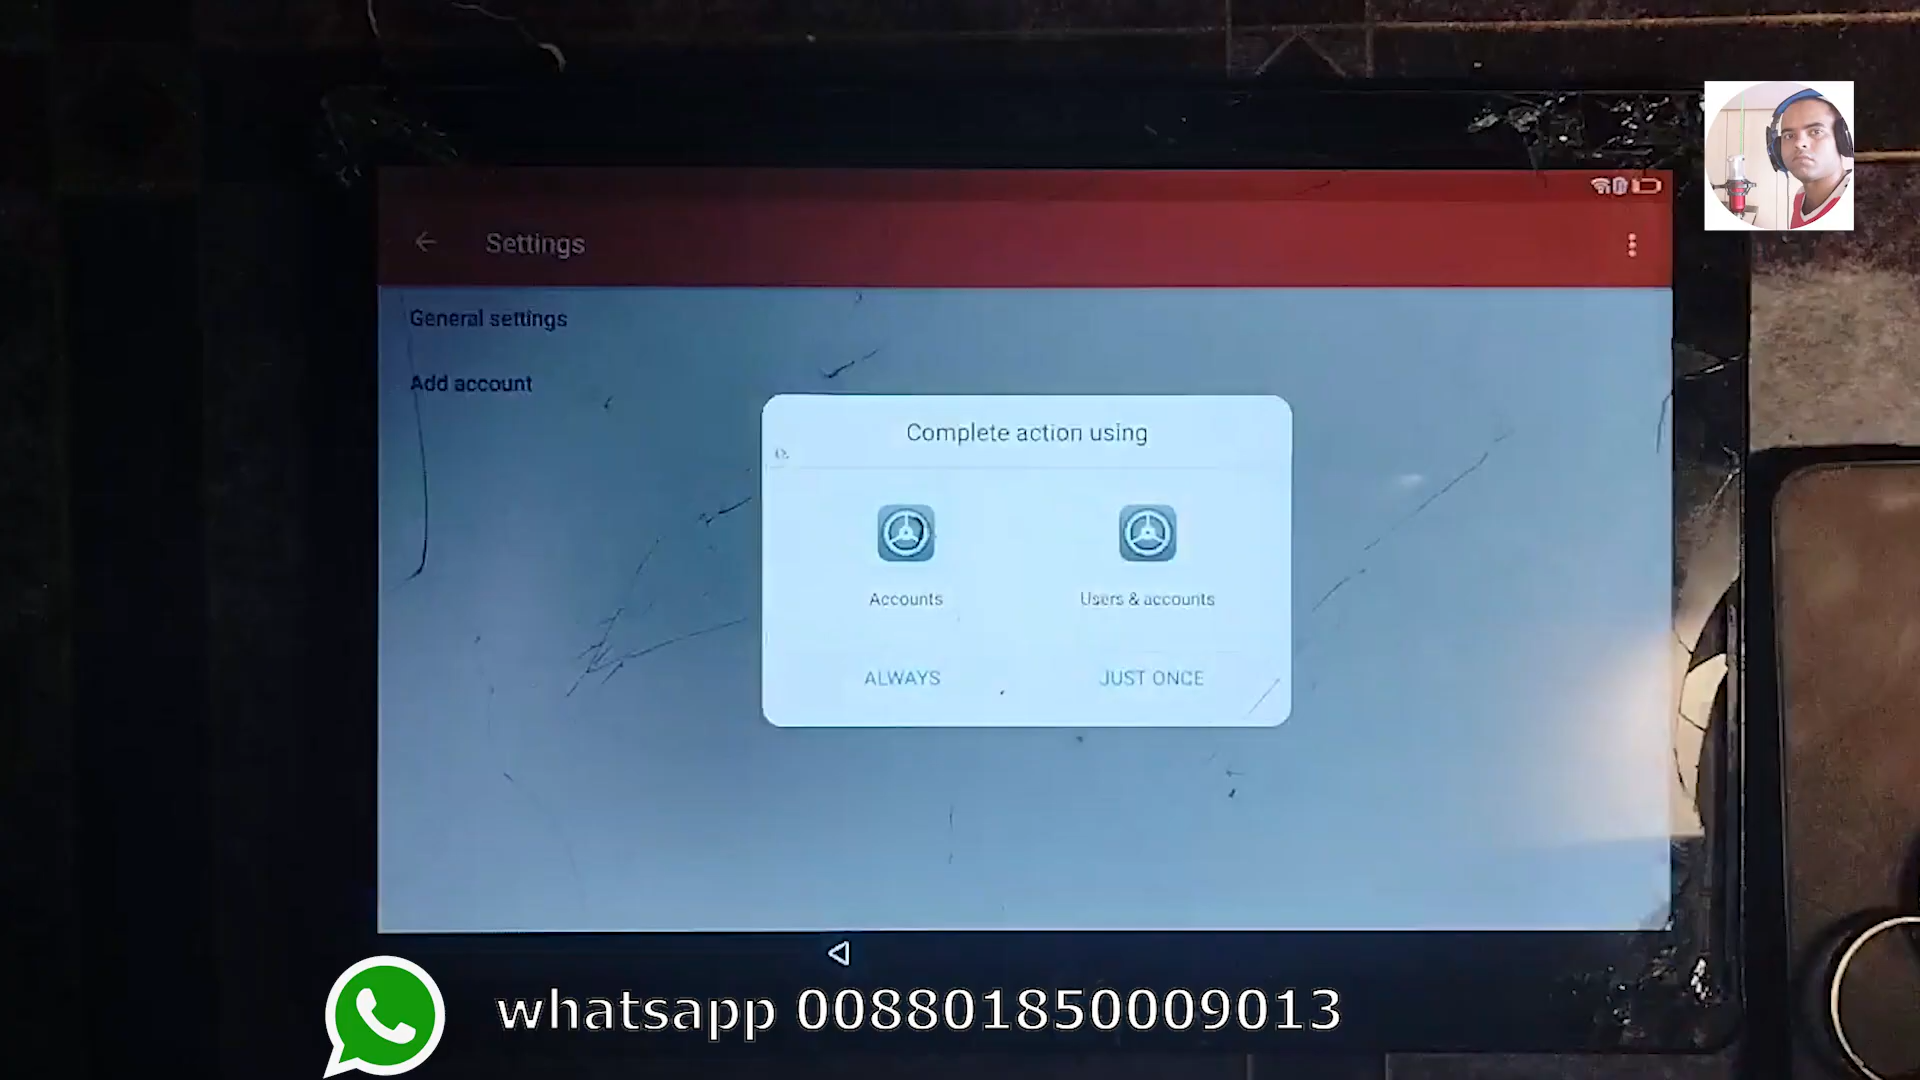 Settings
General settings
Add account
Complete action using
Accounts
Users & accounts
ALWAYS
JUST ONCE
whatsapp 008801850009013